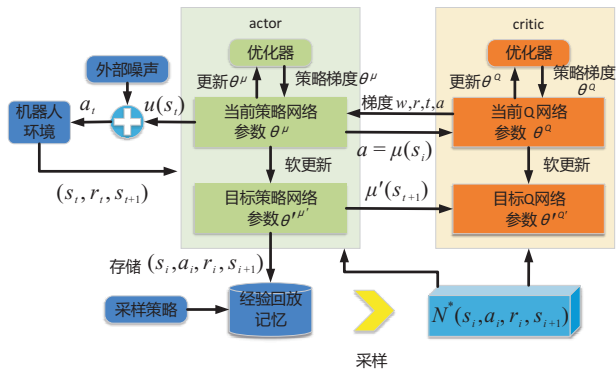 actor
critic
优化器
优化器
外部噪声
更新θ^μ
策略梯度θ^μ
更新θ^Q
策略梯度
θ^Q
a_t
u(s_t)
机器人
环境
当前策略网络
参数 θ^μ
梯度 w,r,t,a
当前Q网络
参数 θ^Q
a = μ(s_i)
软更新
软更新
(s_t, r_t, s_{t+1})
目标策略网络
参数θ'^{μ'}
μ'(s_{t+1})
目标Q网络
参数θ'^{Q'}
存储 (s_i, a_i, r_i, s_{i+1})
采样策略
经验回放
记忆
N^*(s_i, a_i, r_i, s_{i+1})
采样